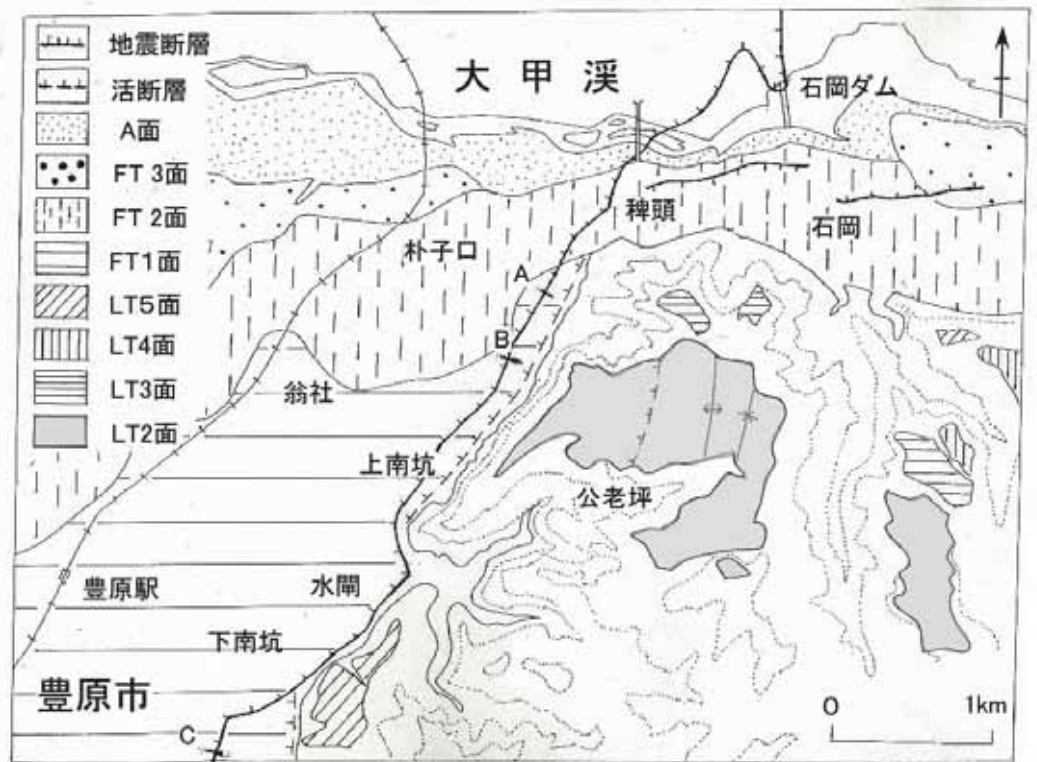 地震断層
活断層
A面
FT 3面
FT 2面
FT1面
LT5面
LT4面
LT3面
LT2面
大甲渓
石岡ダム
稗頭
石岡
朴子口
A
B
翁社
上南坑
公老坪
豊原駅
水閘
下南坑
豊原市
C
0
1km